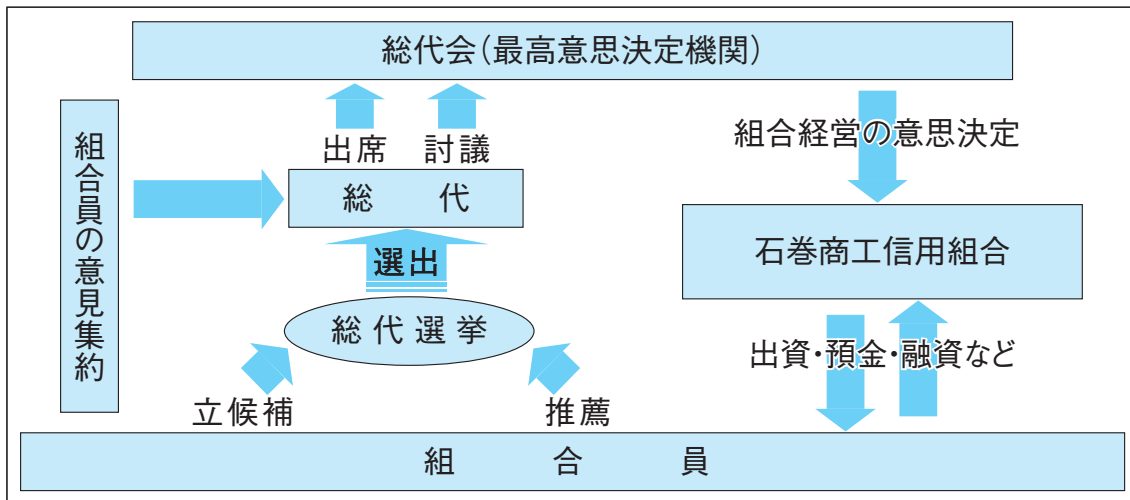 総代会(最高意思決定機関)
出席 討議
総代
選出
総代選挙
立候補 推薦
組合員の意見集約
組合経営の意思決定
石巻商工信用組合
出資・預金・融資など
組合員